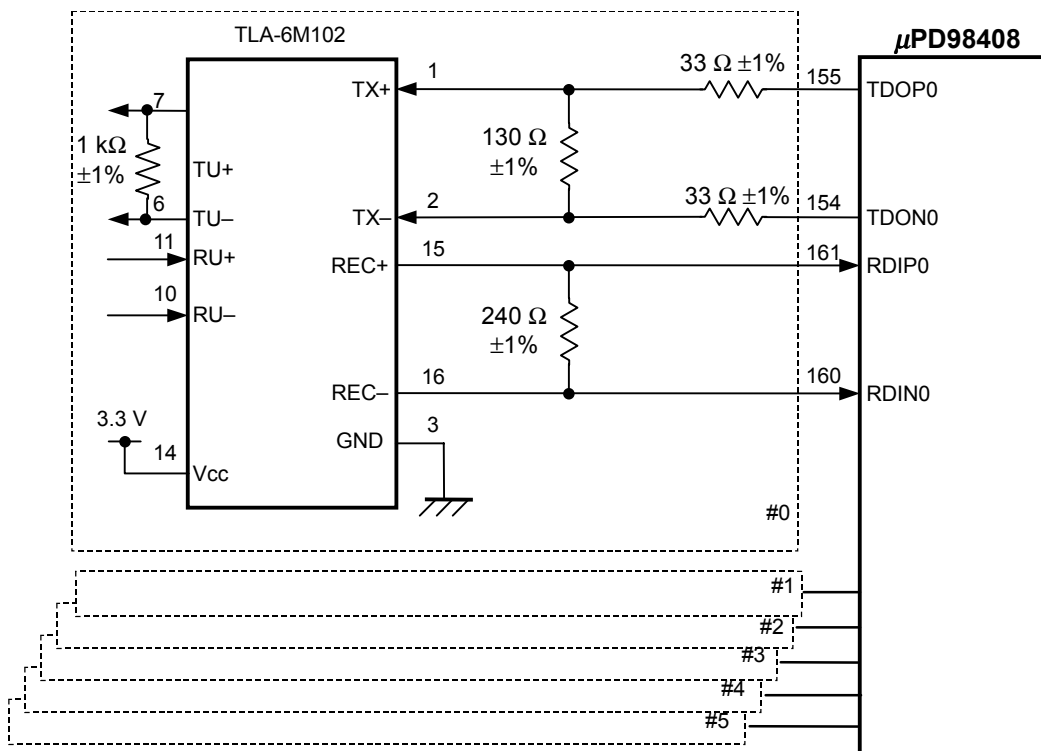 TLA-6M102
µPD98408
1
TX+
33 Ω ±1%
155
TDOP0
7
1 kΩ
±1%
TU+
130 Ω
±1%
6
TU–
2
TX–
33 Ω ±1%
154
TDON0
11
RU+
15
REC+
161
RDIP0
10
RU–
240 Ω
±1%
16
REC–
160
RDIN0
3.3 V
3
GND
14
Vcc
#0
#1
#2
#3
#4
#5